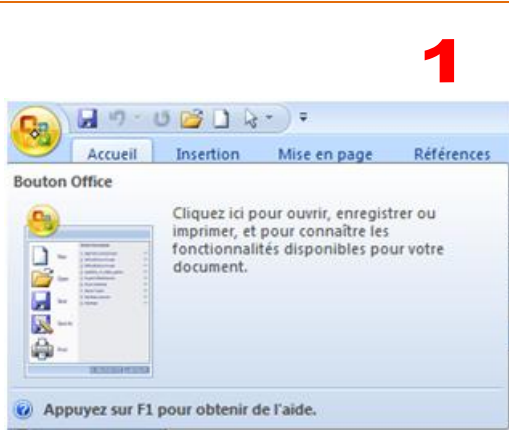 1
Accueil Insertion Mise en page Références
Bouton Office
Cliquez ici pour ouvrir, enregistrer ou
imprimer, et pour connaître les
fonctionnalités disponibles pour votre
document.
Appuyez sur F1 pour obtenir de l'aide.